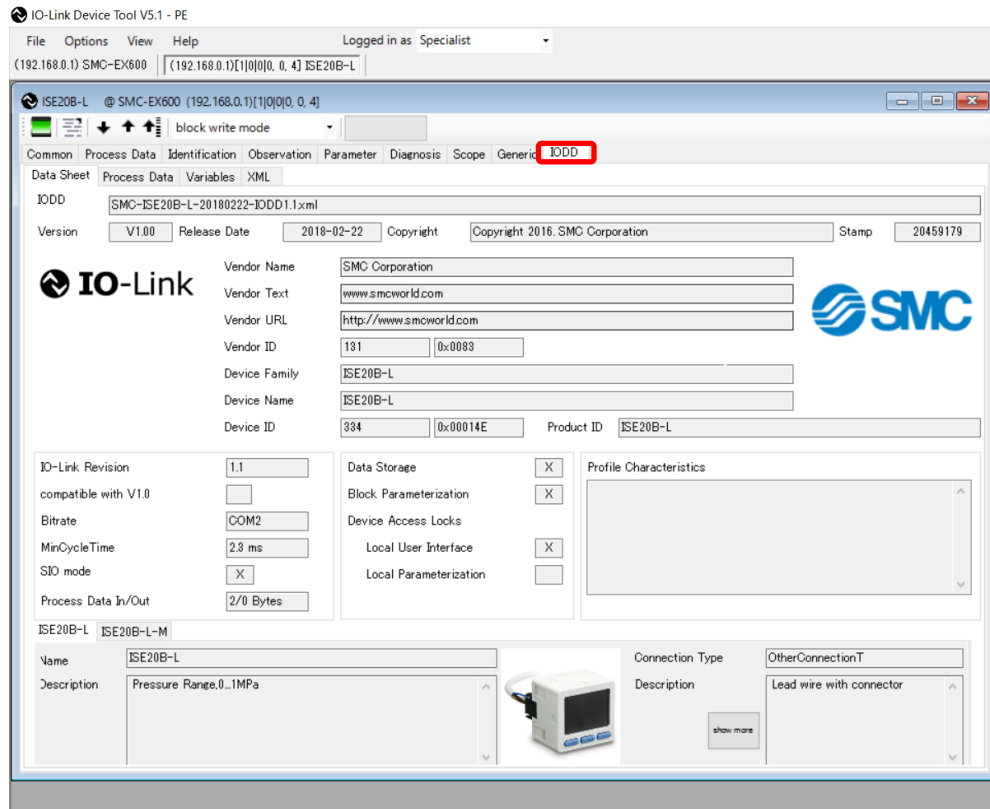 IO-Link Device Tool V5.1 - PE
File Options View Help Logged in as Specialist
(192.168.0.1) SMC-EX600 (192.168.0.1)[1|0|0|0, 0, 4] ISE20B-L
ISE20B-L @ SMC-EX600 (192.168.0.1)[1|0|0|0, 0, 4]
block write mode
Common Process Data Identification Observation Parameter Diagnosis Scope Generic IODD
Data Sheet Process Data Variables XML
IODD SMC-ISE20B-L-20180222-IODD1.1.xml
Version V1.00 Release Date 2018-02-22 Copyright Copyright 2016. SMC Corporation Stamp 20459179
IO-Link
SMC
Vendor Name SMC Corporation
Vendor Text www.smcworld.com
Vendor URL http://www.smcworld.com
Vendor ID 131 0x0083
Device Family ISE20B-L
Device Name ISE20B-L
Device ID 334 0x00014E Product ID ISE20B-L
IO-Link Revision 1.1
compatible with V1.0
Bitrate COM2
MinCycleTime 2.3 ms
SIO mode X
Process Data In/Out 2/0 Bytes
Data Storage X
Block Parameterization X
Device Access Locks
Local User Interface X
Local Parameterization
Profile Characteristics
ISE20B-L ISE20B-L-M
Name ISE20B-L
Description Pressure Range,0...1MPa
Connection Type OtherConnectionT
Description Lead wire with connector
show more